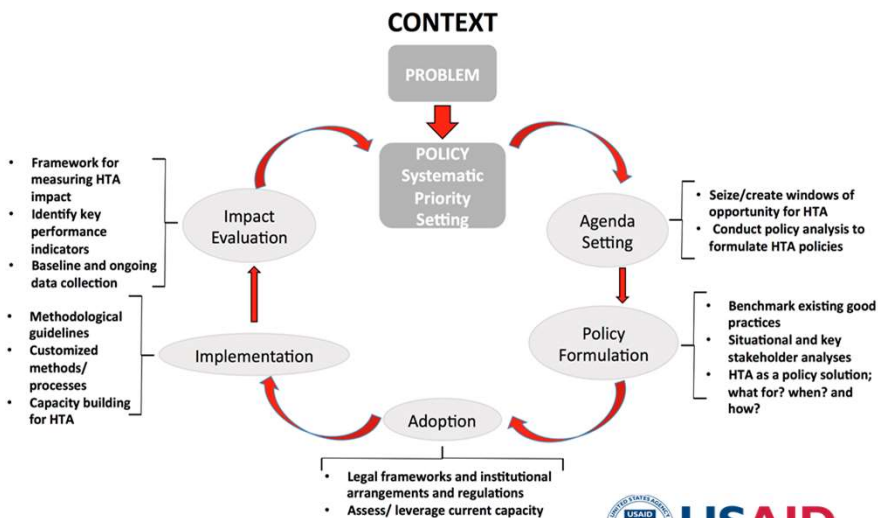 CONTEXT
PROBLEM
POLICY
Systematic
Priority
Setting
Agenda
Setting
• Seize/create windows of
opportunity for HTA
• Conduct policy analysis to
formulate HTA policies
Policy
Formulation
• Benchmark existing good
practices
• Situational and key
stakeholder analyses
• HTA as a policy solution;
what for? when? and
how?
Adoption
• Legal frameworks and institutional
arrangements and regulations
• Assess/ leverage current capacity
Implementation
• Methodological
guidelines
• Customized
methods/
processes
• Capacity building
for HTA
Impact
Evaluation
• Framework for
measuring HTA
impact
• Identify key
performance
indicators
• Baseline and ongoing
data collection
UNITED STATES AGENCY
USAID
USAID